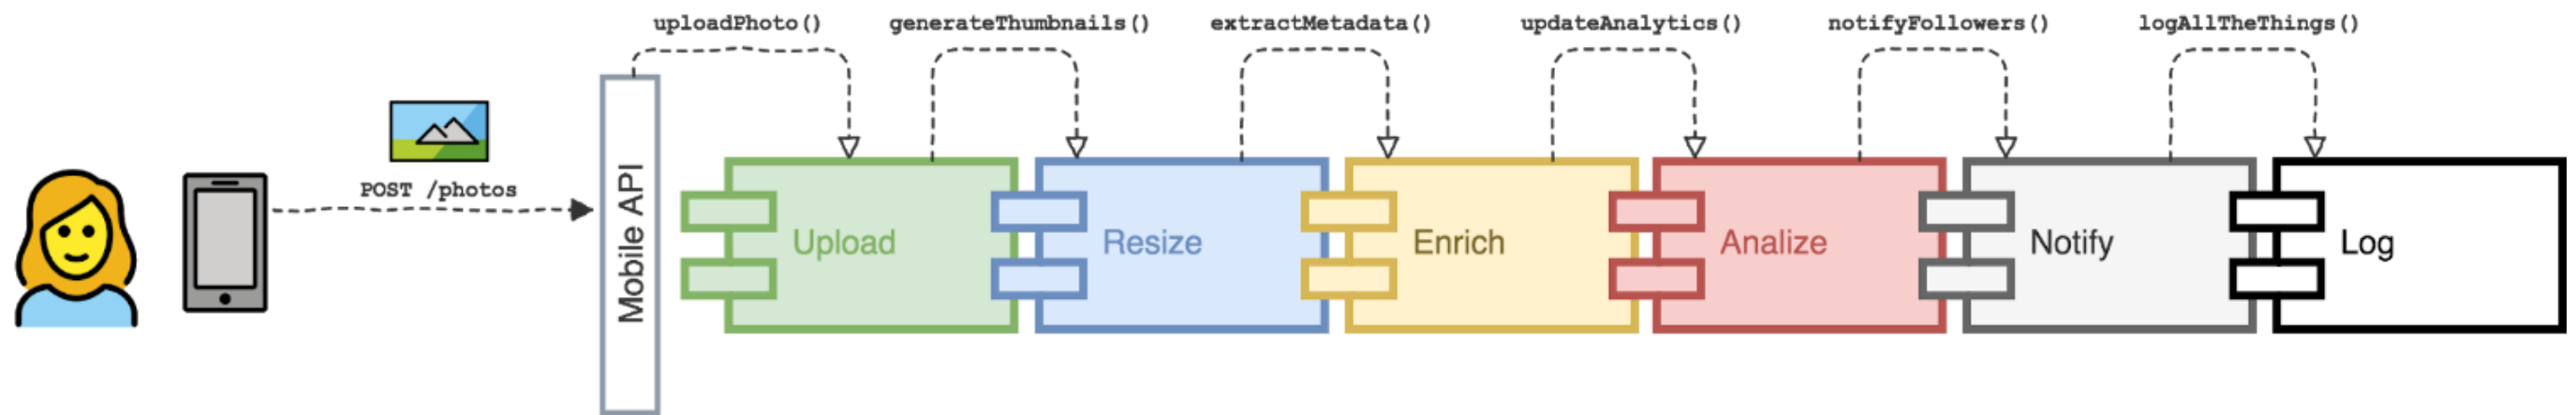 uploadPhoto()
generateThumbnails()
extractMetadata()
updateAnalytics()
notifyFollowers()
logAllTheThings()
POST /photos
Mobile API
Upload
Resize
Enrich
Analize
Notify
Log